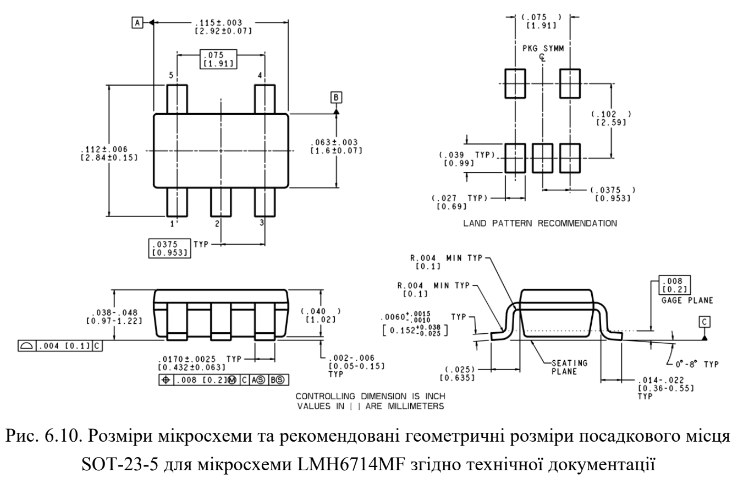 A
.115±.003
[2.92±0.07]
.075
[1.91]
5
4
B
.112±.006
[2.84±0.15]
.063±.003
[1.6±0.07]
1
2
3
.0375
[0.953]
TYP
(.075 )
[1.91]
PKG SYMM
℄
(.102 )
[2.59]
(.039 TYP)
[0.99]
(.027 TYP)
[0.69]
(.0375 )
[0.953]
LAND PATTERN RECOMMENDATION
.038-.048
[0.97-1.22]
(.040 )
[1.02]
⌓ .004 [0.1] C
.0170±.0025 TYP
[0.432±0.063]
⌖ .008 [0.2]Ⓜ C AⓈ BⓈ
.002-.006
[0.05-0.15]
TYP
R.004 MIN TYP
[0.1]
R.004 MIN TYP
[0.1]
.0060+.0015 -.0010 TYP
[0.152+0.038 -0.025]
.008
[0.2]
GAGE PLANE
C
(.025)
[0.635]
SEATING
PLANE
0°-8° TYP
.014-.022
[0.36-0.55]
TYP
CONTROLLING DIMENSION IS INCH
VALUES IN [ ] ARE MILLIMETERS
Рис. 6.10. Розміри мікросхеми та рекомендовані геометричні розміри посадкового місця
SOT-23-5 для мікросхеми LMH6714MF згідно технічної документації